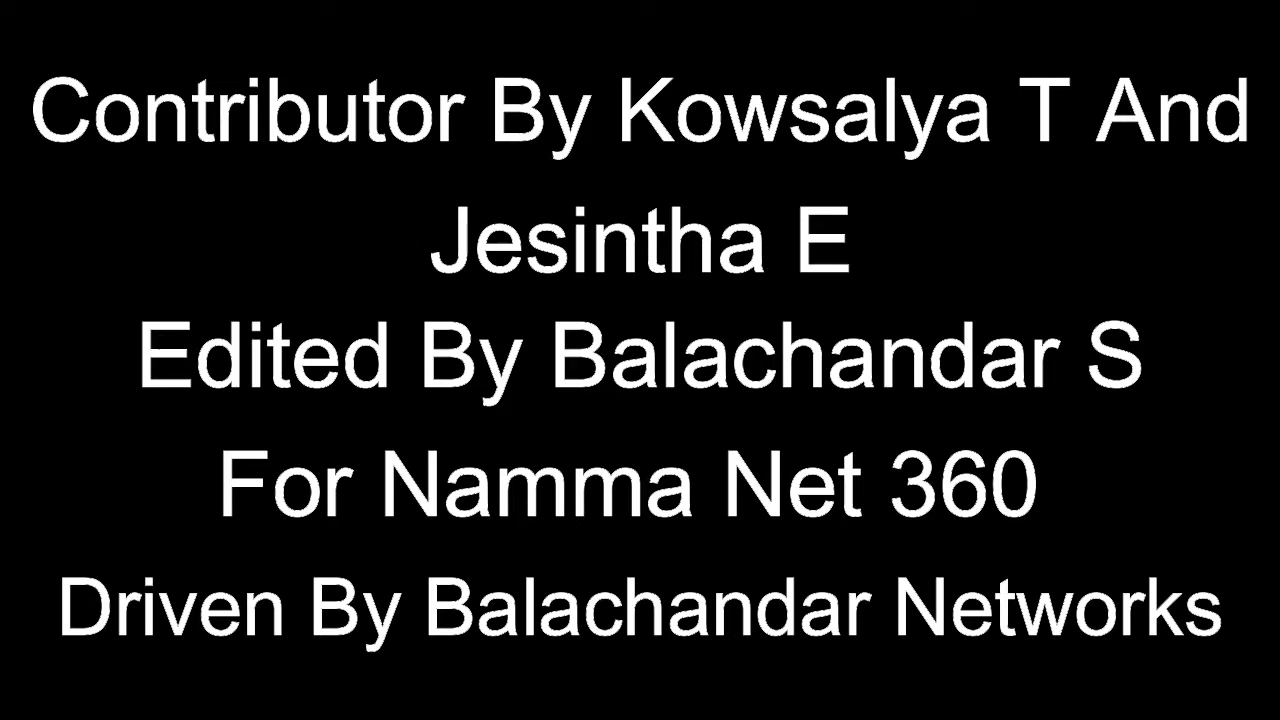 Contributor By Kowsalya T And
Jesintha E
Edited By Balachandar S
For Namma Net 360
Driven By Balachandar Networks